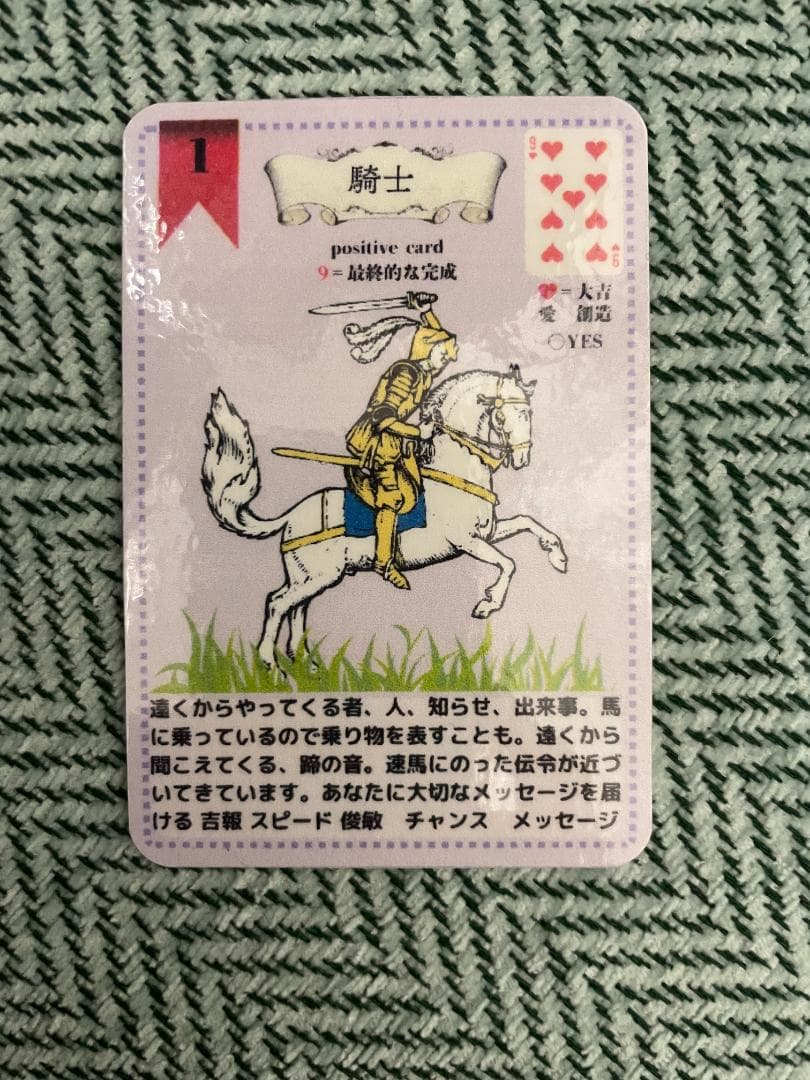 1
騎士
9
positive card
9=最終的な完成
♥=大吉
愛 創造
○YES
6
遠くからやってくる者、人、知らせ、出来事。馬
に乗っているので乗り物を表すことも。遠くから
聞こえてくる、蹄の音。速馬にのった伝令が近づ
いてきています。あなたに大切なメッセージを届
ける 吉報 スピード 俊敏 チャンス メッセージ